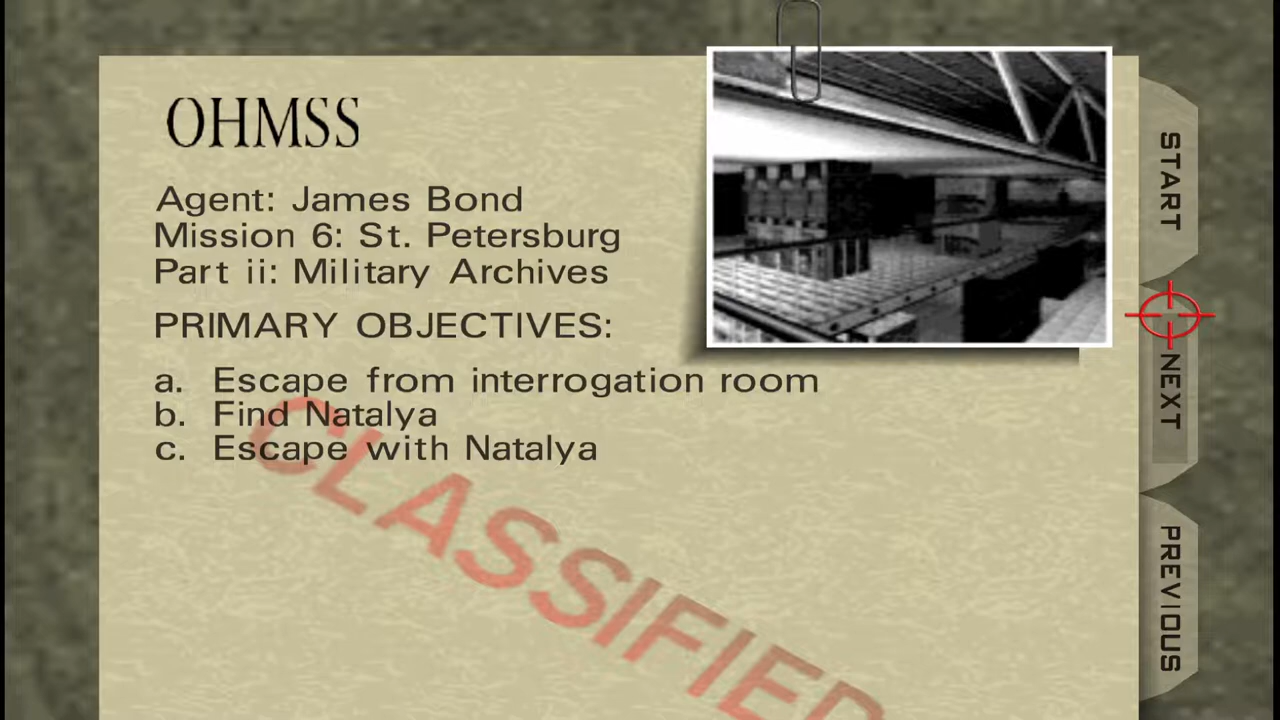 OHMSS
Agent: James Bond
Mission 6: St. Petersburg
Part ii: Military Archives
PRIMARY OBJECTIVES:
a. Escape from interrogation room
b. Find Natalya
c. Escape with Natalya
CLASSIFIED
START
NEXT
PREVIOUS